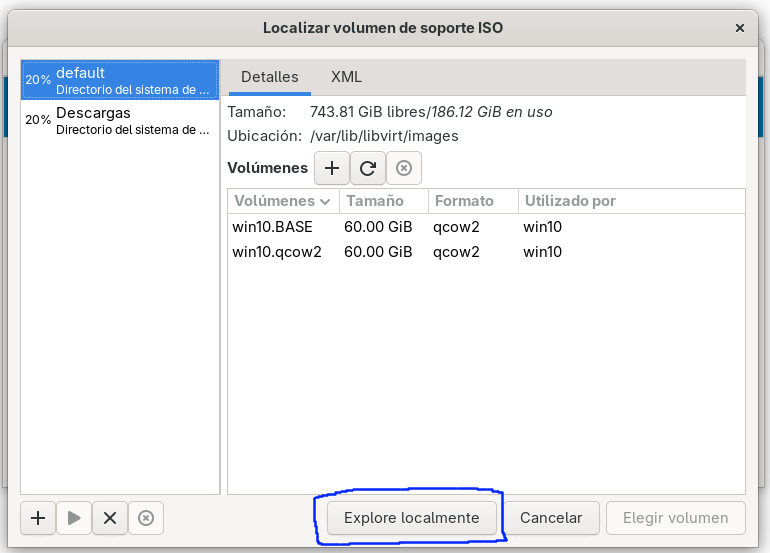 Localizar volumen de soporte ISO
20% default
Directorio del sistema de ...
20% Descargas
Directorio del sistema de ...
Detalles XML
Tamaño: 743.81 GiB libres/186.12 GiB en uso
Ubicación: /var/lib/libvirt/images
Volúmenes
Volúmenes Tamaño Formato Utilizado por
win10.BASE 60.00 GiB qcow2 win10
win10.qcow2 60.00 GiB qcow2 win10
Explore localmente Cancelar Elegir volumen